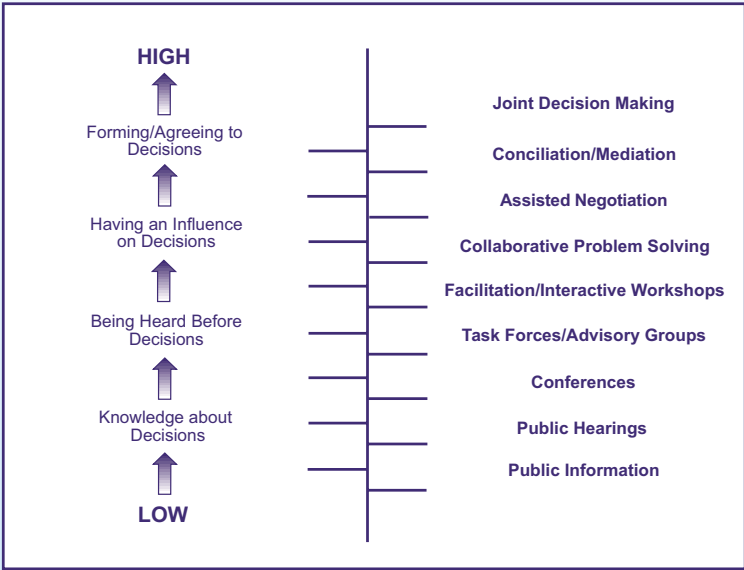 HIGH
Forming/Agreeing to
Decisions
Having an Influence
on Decisions
Being Heard Before
Decisions
Knowledge about
Decisions
LOW
Joint Decision Making
Conciliation/Mediation
Assisted Negotiation
Collaborative Problem Solving
Facilitation/Interactive Workshops
Task Forces/Advisory Groups
Conferences
Public Hearings
Public Information